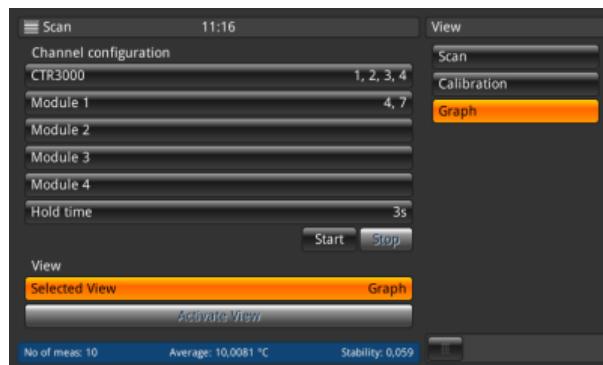 Scan 11:16
Channel configuration
CTR3000 1, 2, 3, 4
Module 1 4, 7
Module 2
Module 3
Module 4
Hold time 3s
Start Stop
View
Selected View Graph
Activate View
No of meas: 10 Average: 10,0081 °C Stability: 0,059
View
Scan
Calibration
Graph